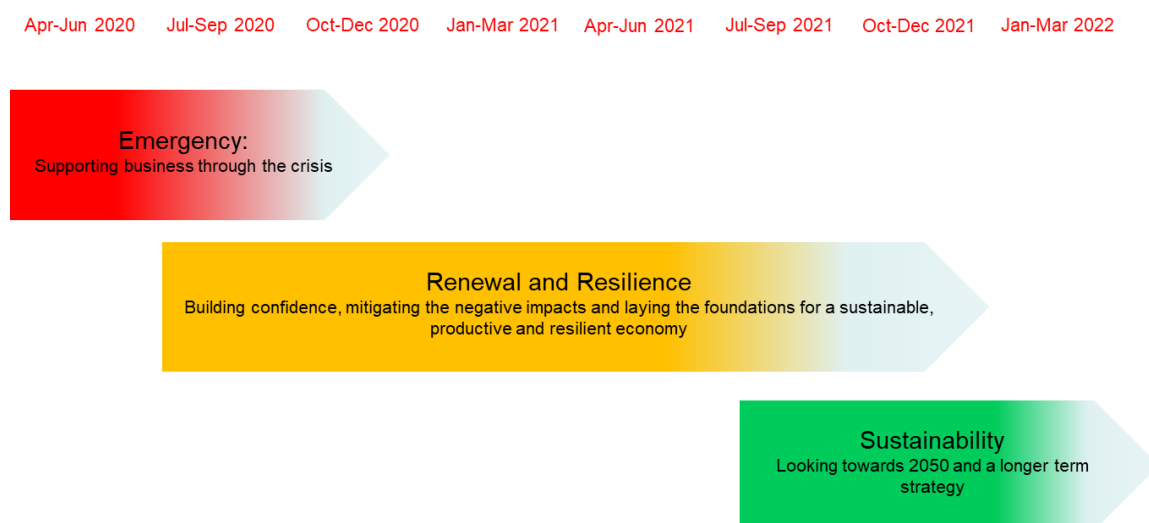 Apr-Jun 2020 Jul-Sep 2020 Oct-Dec 2020 Jan-Mar 2021 Apr-Jun 2021 Jul-Sep 2021 Oct-Dec 2021 Jan-Mar 2022
Emergency:
Supporting business through the crisis
Renewal and Resilience
Building confidence, mitigating the negative impacts and laying the foundations for a sustainable,
productive and resilient economy
Sustainability
Looking towards 2050 and a longer term
strategy